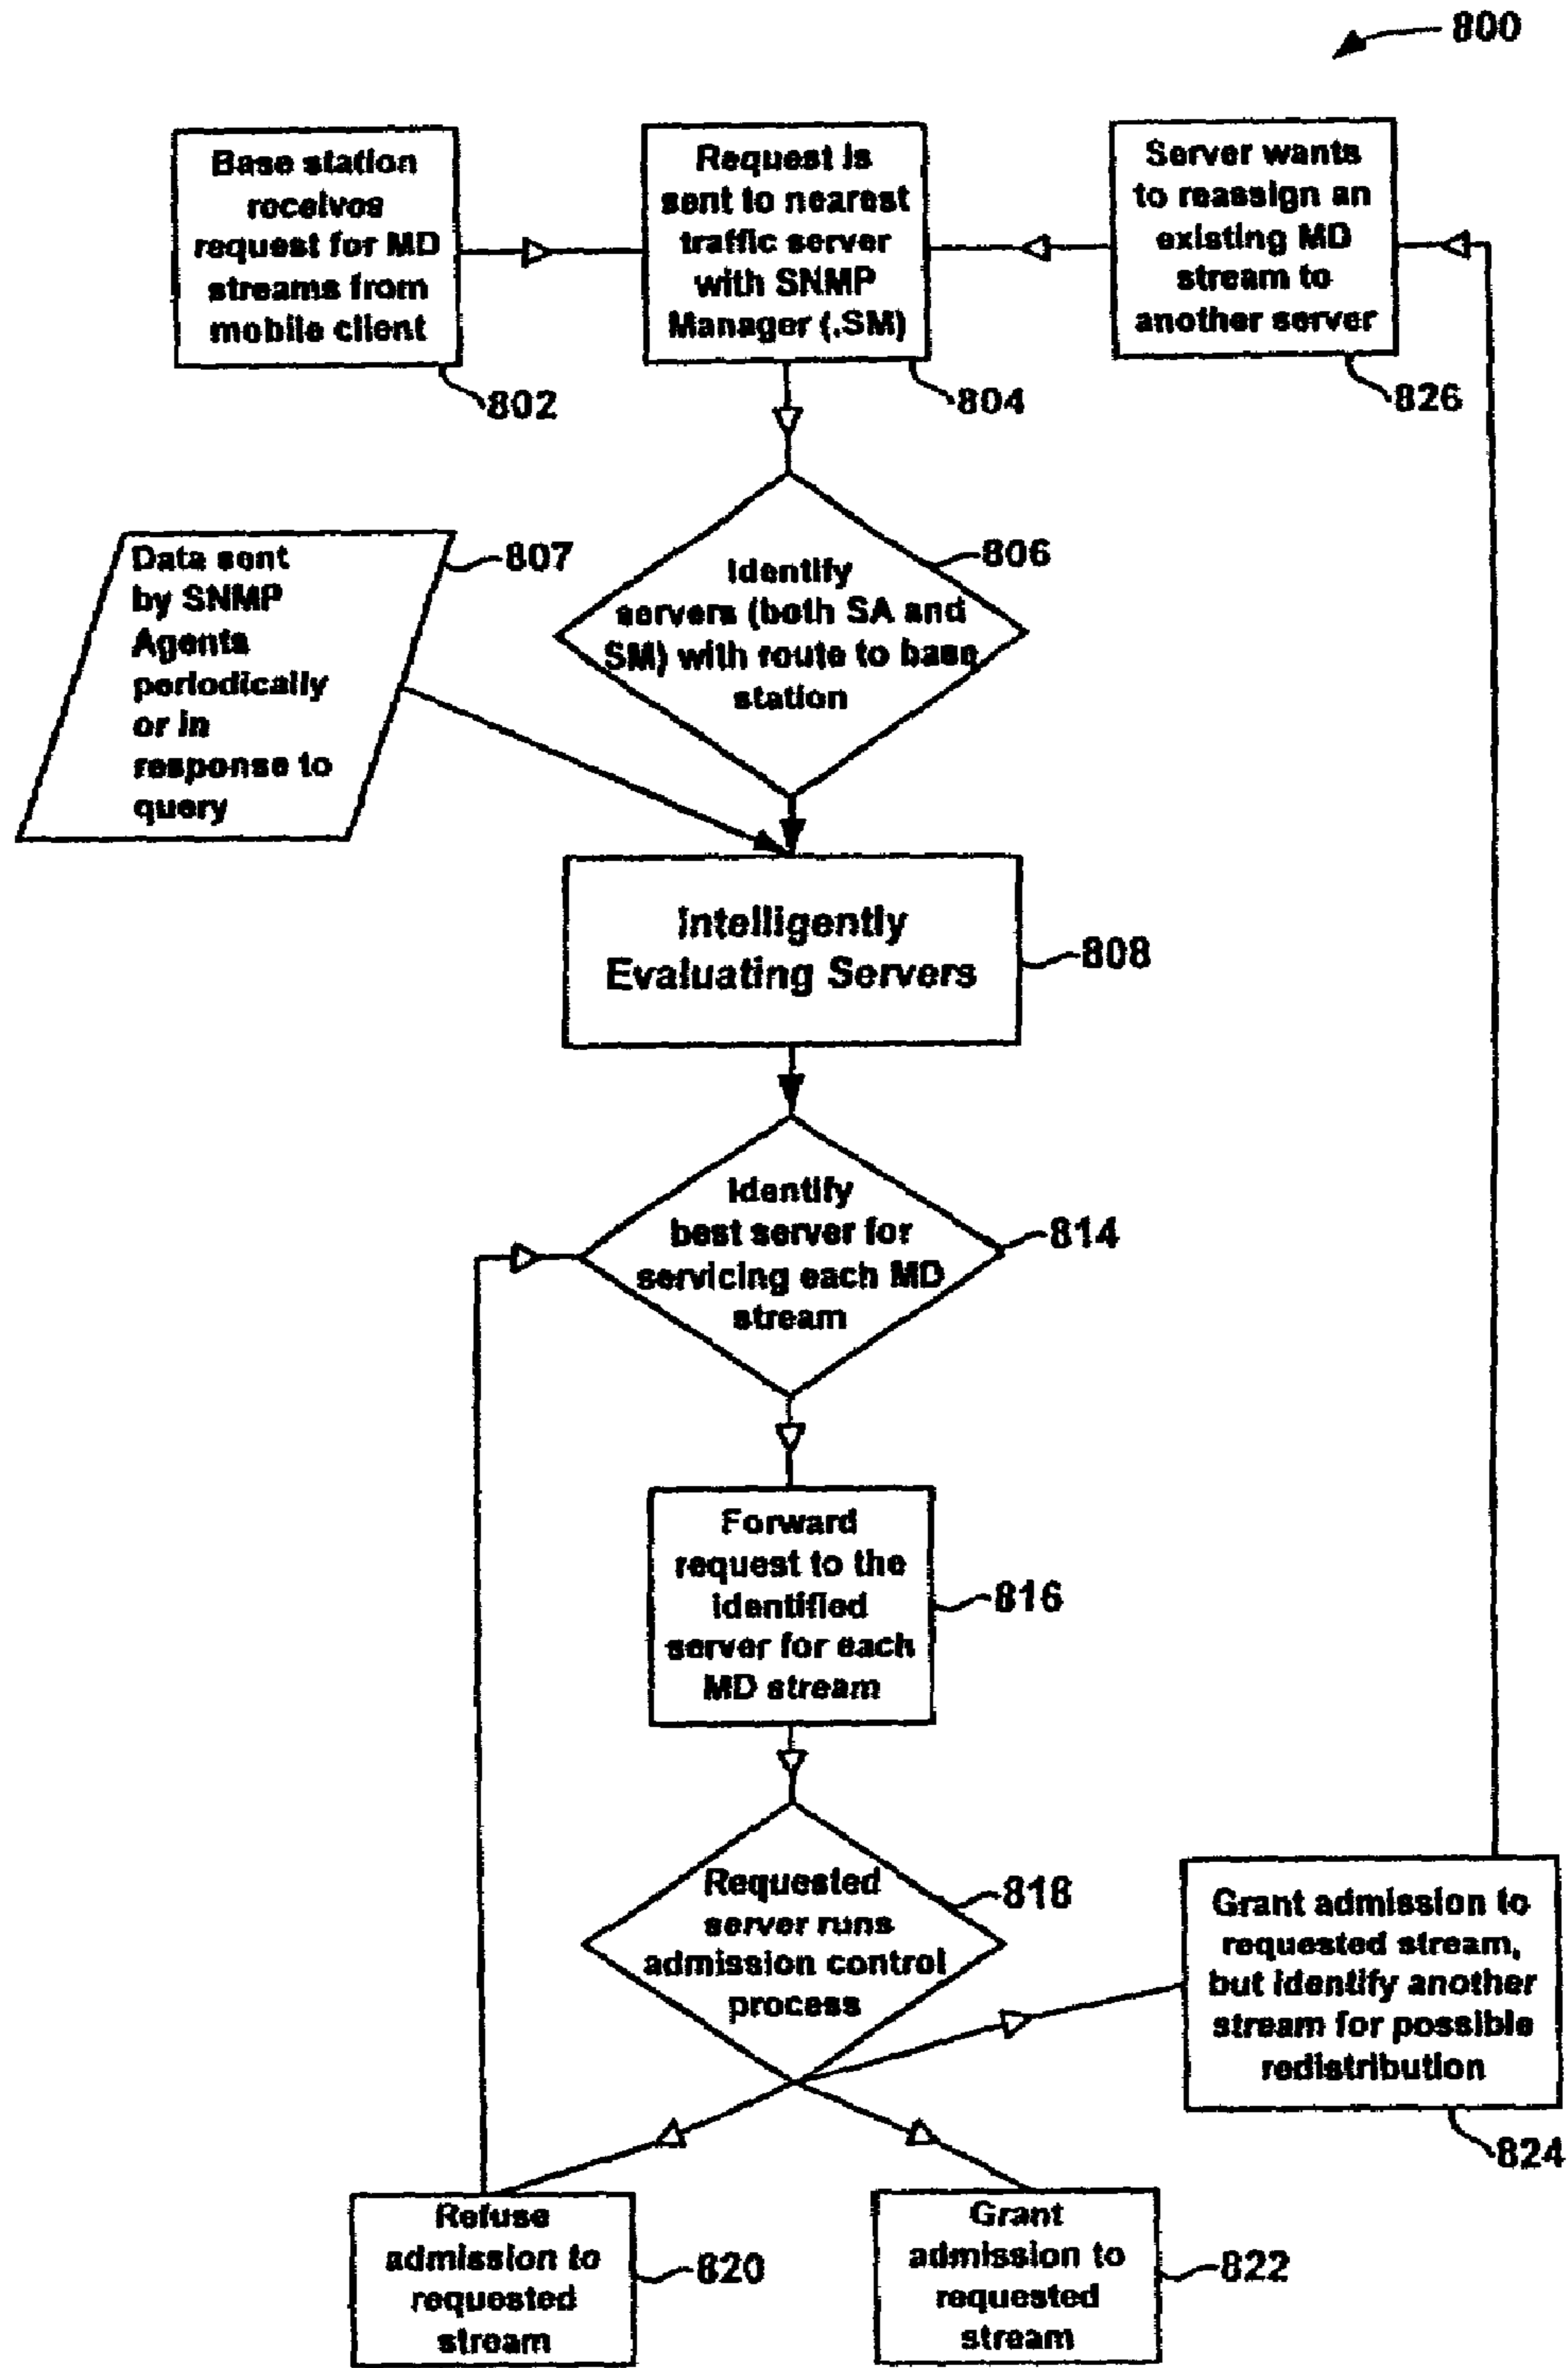 800
Base station
receives
request for MD
streams from
mobile client
802
Request is
sent to nearest
traffic server
with SNMP
Manager (.SM)
804
Server wants
to reassign an
existing MD
stream to
another server
826
Data sent
by SNMP
Agents
periodically
or in
response to
query
807
Identify
servers (both SA and
SM) with route to base
station
806
Intelligently
Evaluating Servers
808
Identify
best server for
servicing each MD
stream
814
Forward
request to the
identified
server for each
MD stream
816
Requested
server runs
admission control
process
818
Grant admission to
requested stream,
but identify another
stream for possible
redistribution
824
Refuse
admission to
requested
stream
820
Grant
admission to
requested
stream
822